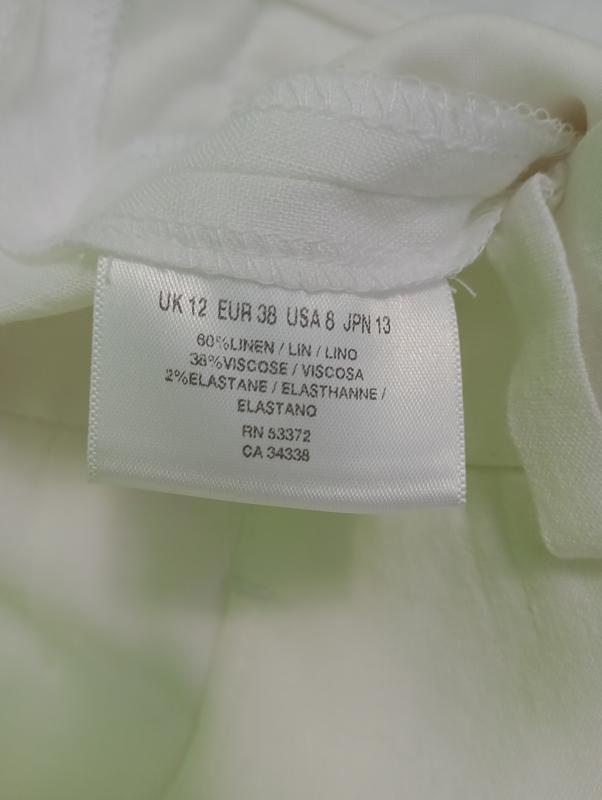 UK 12 EUR 38 USA 8 JPN 13
60%LINEN / LIN / LINO
38%VISCOSE / VISCOSA
2%ELASTANE / ELASTHANNE /
ELASTANO
RN 53372
CA 34338